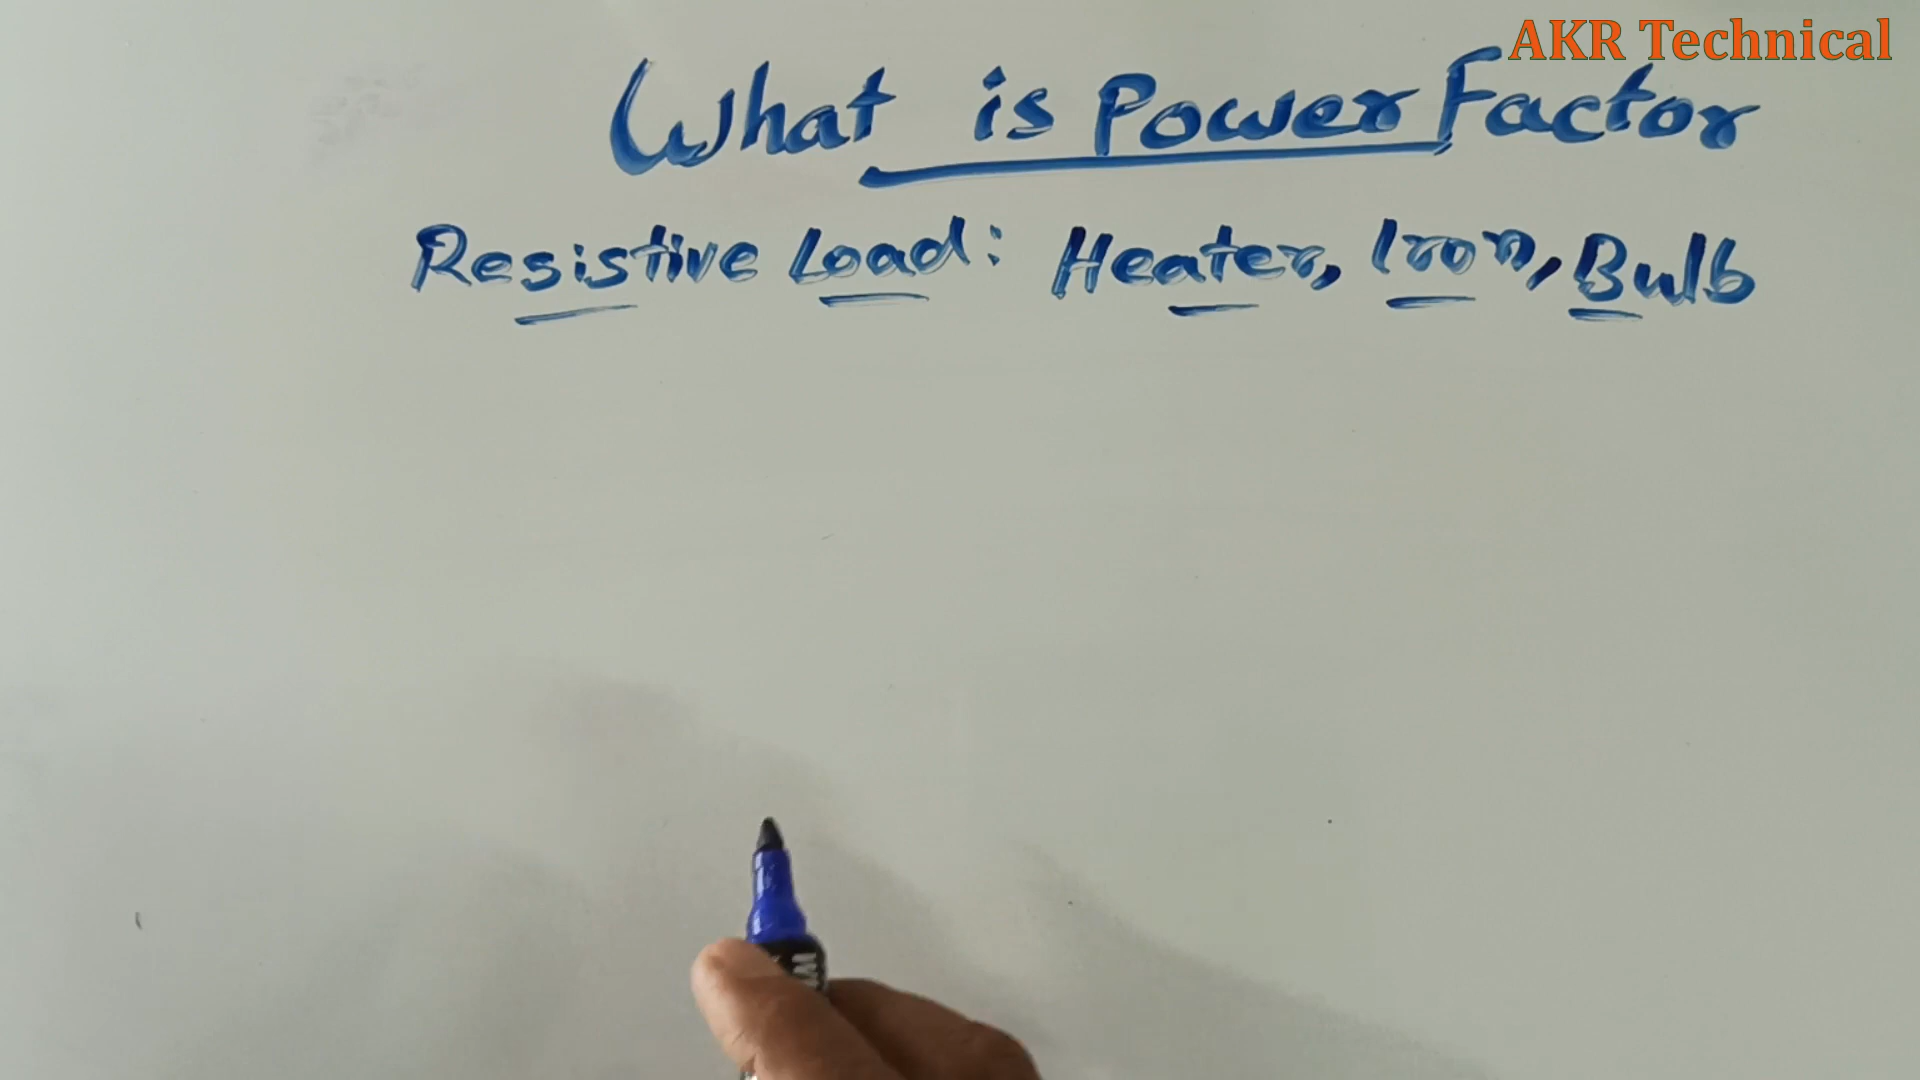 AKR Technical
What is Power Factor
Resistive Load: Heater, Iron, Bulb